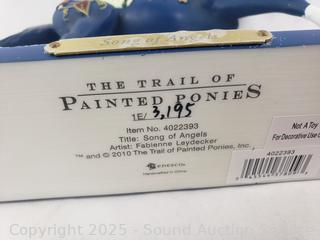 Song of Angels
THE TRAIL OF
PAINTED PONIES
1E/ 3,195
Item No. 4022393
Title: Song of Angels
Artist: Fabienne Leydecker
™ and © 2010 The Trail of Painted Ponies, Inc.
ENESCO
Handcrafted in China
Not A Toy
For Decorative Use O
4022393
Copyright 2025 - Sound Auction Service